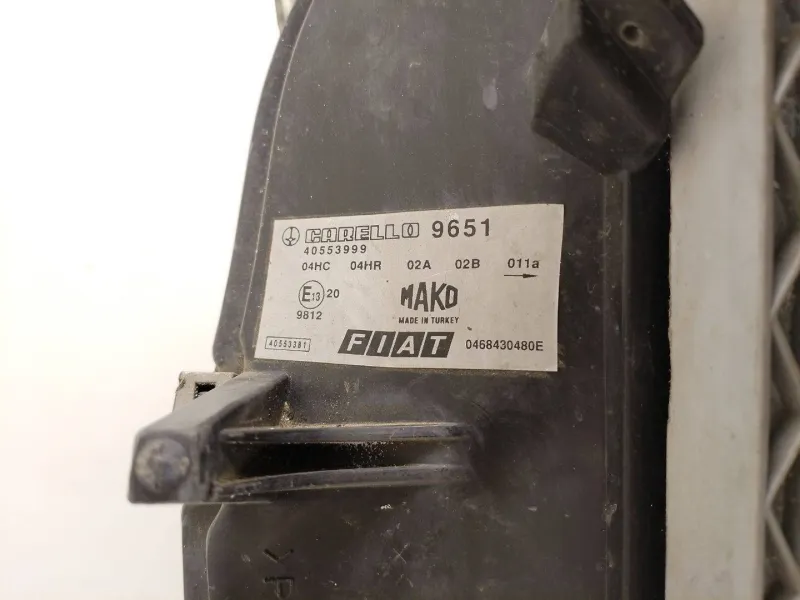 CARELLO 9651
40553999
04HC 04HR 02A 02B 011a
E13 20 MAKO
9812 MADE IN TURKEY
40553381 FIAT 0468430480E